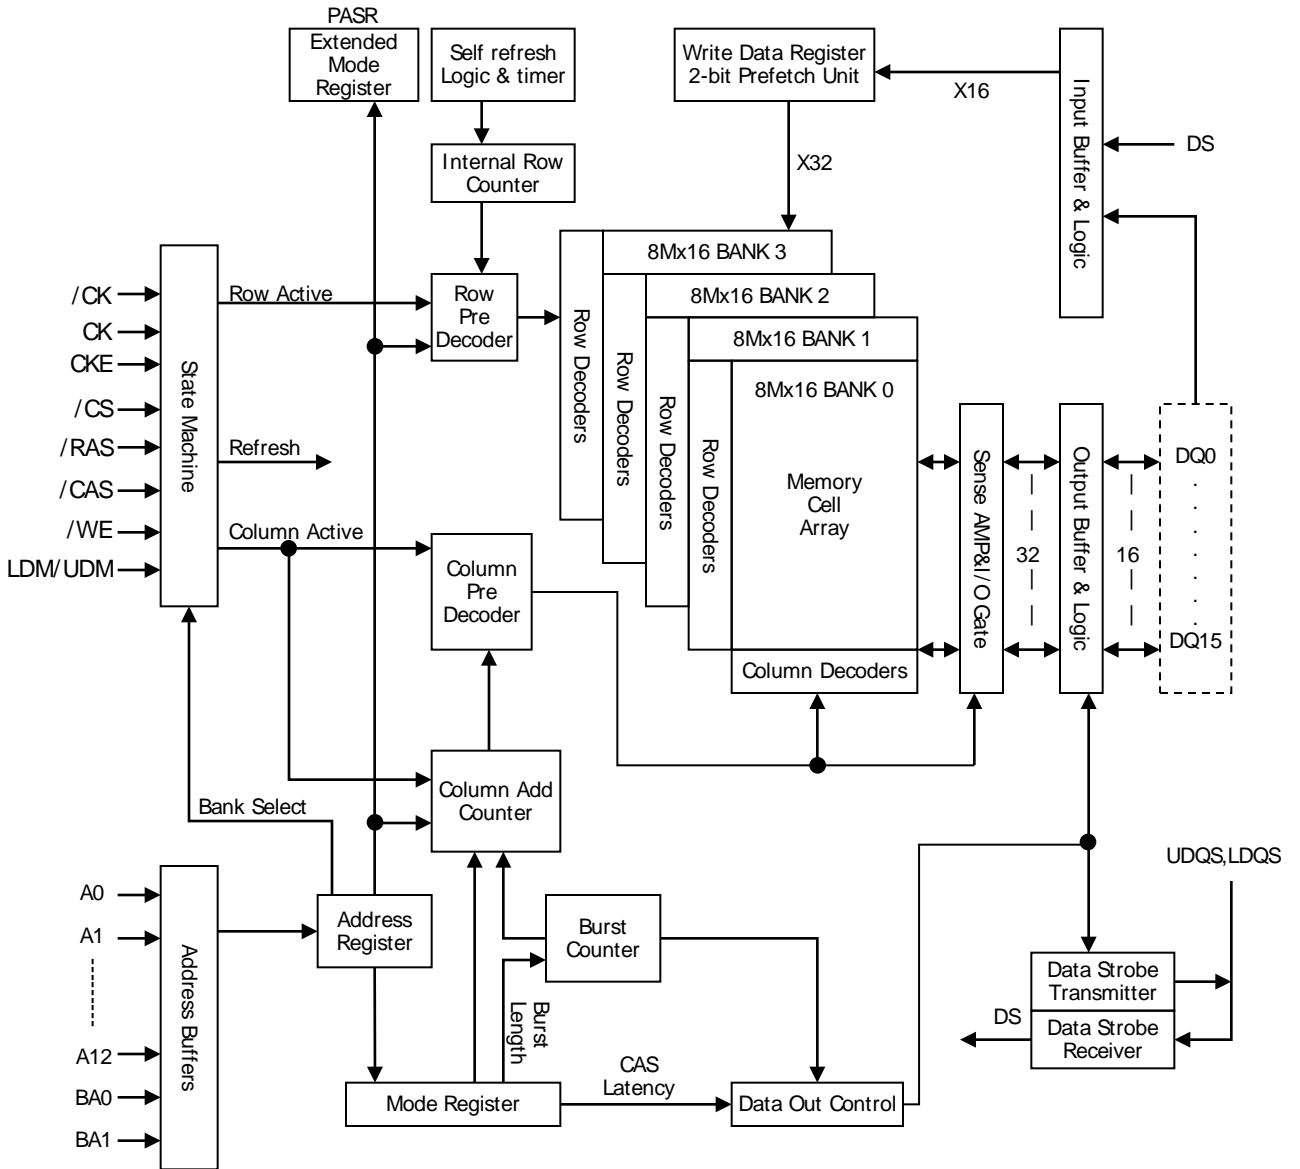 PASR
Extended
Mode
Register
Self refresh
Logic & timer
Write Data Register
2-bit Prefetch Unit
X16
Input Buffer & Logic
DS
Internal Row
Counter
X32
8Mx16 BANK 3
8Mx16 BANK 2
8Mx16 BANK 1
8Mx16 BANK 0
Row Decoders
Row Decoders
Row Decoders
Row Decoders
Memory
Cell
Array
/CK
CK
CKE
/CS
/RAS
/CAS
/WE
LDM/UDM
State Machine
Row Active
Row
Pre
Decoder
Refresh
Column Active
Column
Pre
Decoder
Sense AMP&I/O Gate
32
Output Buffer & Logic
16
DQ0
DQ15
Column Decoders
Bank Select
Column Add
Counter
UDQS,LDQS
A0
A1
A12
BA0
BA1
Address Buffers
Address
Register
Burst
Counter
Burst
Length
Data Strobe
Transmitter
DS
Data Strobe
Receiver
Mode Register
CAS
Latency
Data Out Control